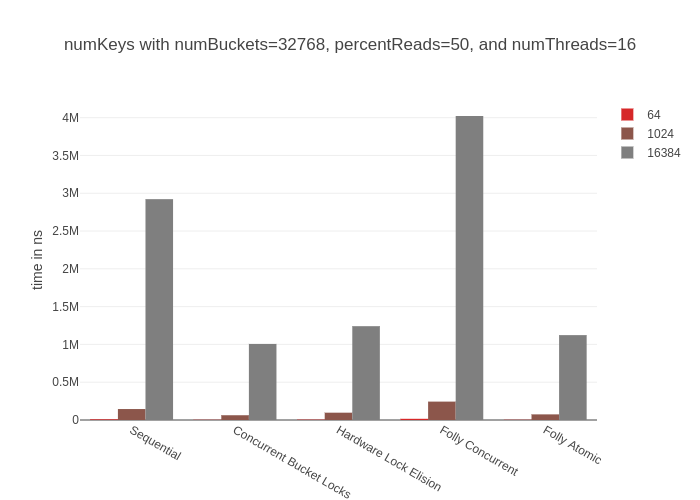 numKeys with numBuckets=32768, percentReads=50, and numThreads=16
64
1024
16384
time in ns
4M
3.5M
3M
2.5M
2M
1.5M
1M
0.5M
0
Sequential
Concurrent Bucket Locks
Hardware Lock Elision
Folly Concurrent
Folly Atomic